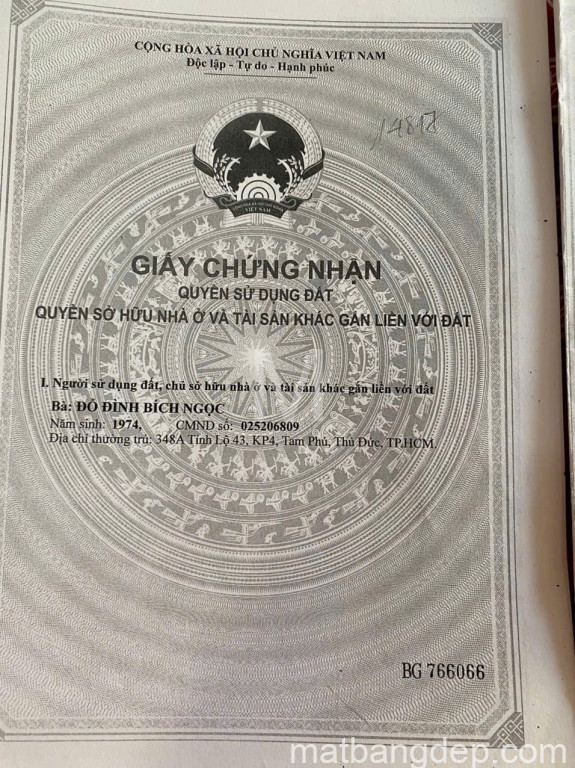 CỘNG HÒA XÃ HỘI CHỦ NGHĨA VIỆT NAM
Độc lập - Tự do - Hạnh phúc
14817
VIỆT NAM
GIẤY CHỨNG NHẬN
QUYỀN SỬ DỤNG ĐẤT
QUYỀN SỞ HỮU NHÀ Ở VÀ TÀI SẢN KHÁC GẮN LIỀN VỚI ĐẤT
I. Người sử dụng đất, chủ sở hữu nhà ở và tài sản khác gắn liền với đất
Bà: ĐỖ ĐÌNH BÍCH NGỌC
Năm sinh: 1974, CMND số: 025206809
Địa chỉ thường trú: 348A Tỉnh Lộ 43, KP4, Tam Phú, Thủ Đức, TP.HCM.
BG 766066
matbangdep.com